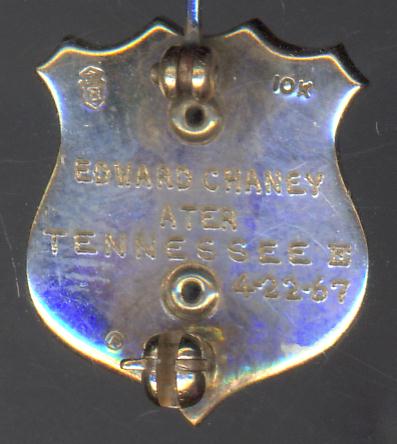 10K
EDWARD CHANEY
ATER
TENNESSEE Ξ
4-22-67